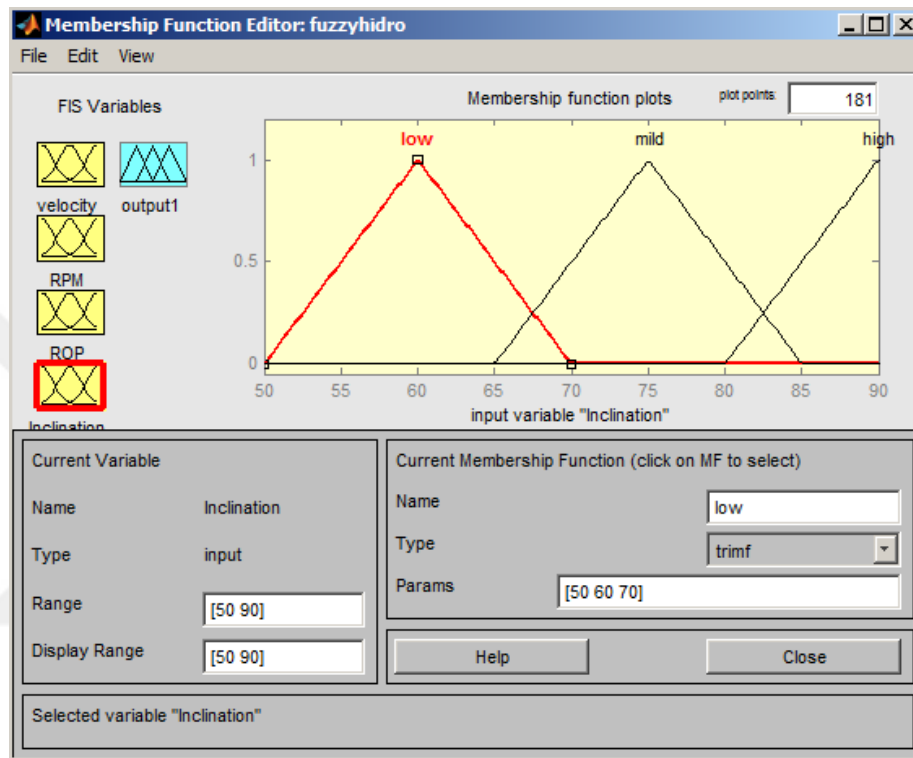 Membership Function Editor: fuzzyhidro
File Edit View
FIS Variables
velocity output1
RPM
ROP
Inclination
Membership function plots plot points: 181
low mild high
1
0.5
0
50 55 60 65 70 75 80 85 90
input variable "Inclination"
Current Variable
Name Inclination
Type input
Range [50 90]
Display Range [50 90]
Current Membership Function (click on MF to select)
Name low
Type trimf
Params [50 60 70]
Help Close
Selected variable "Inclination"